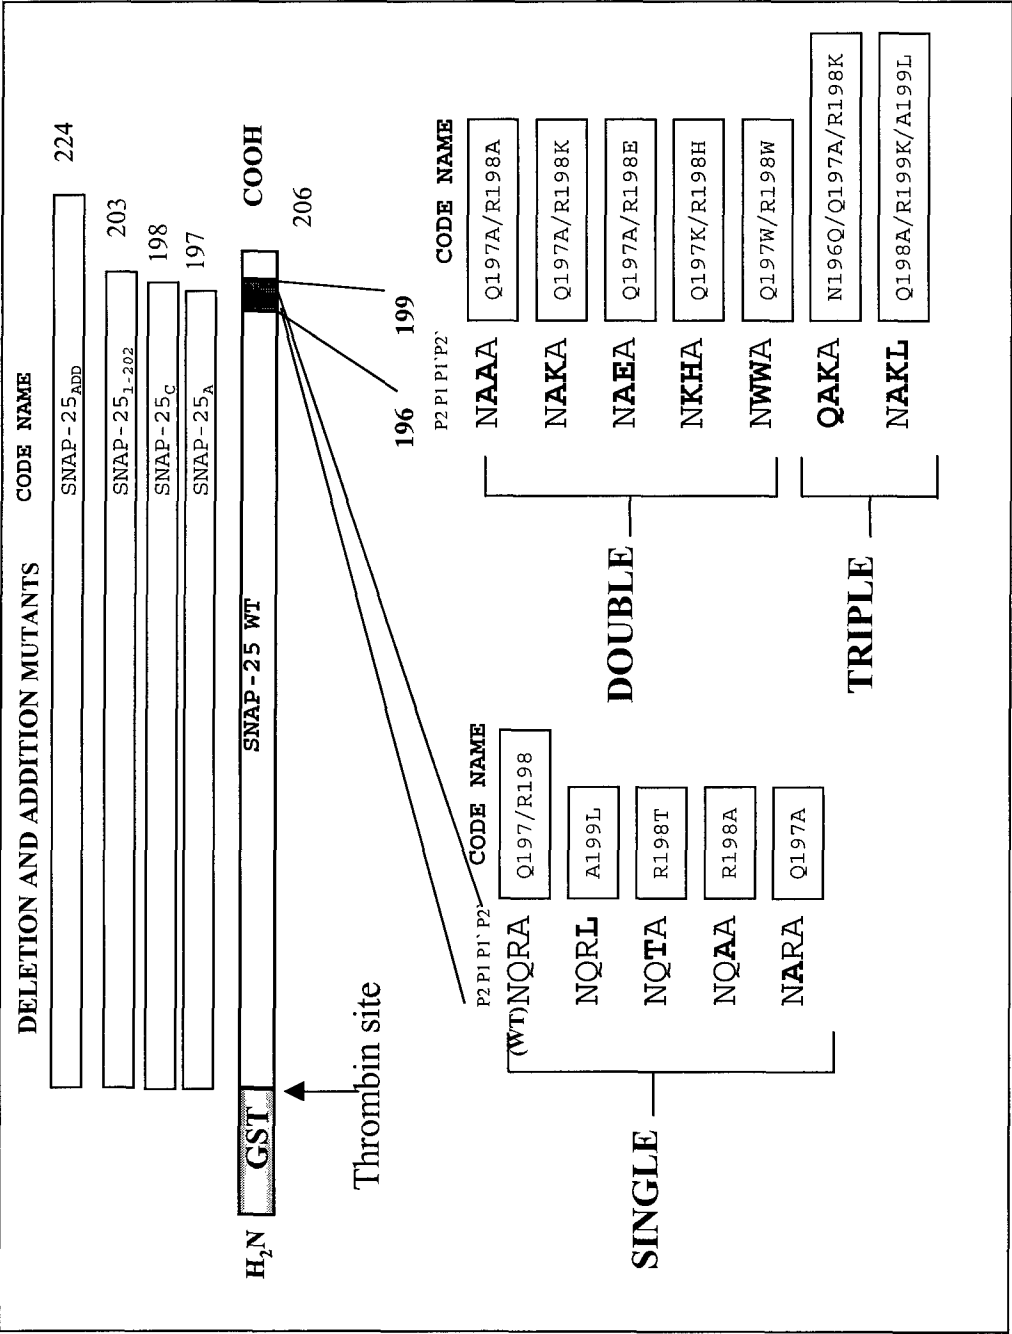 DELETION AND ADDITION MUTANTS
CODE NAME
SNAP-25ADD
224
SNAP-251-202
203
SNAP-25C
198
SNAP-25A
197
H2N
GST
SNAP-25 WT
COOH
206
Thrombin site
196
199
P2 P1 P1` P2`
CODE NAME
(WT)NQRA
Q197/R198
NQRL
A199L
NQTA
R198T
NQAA
R198A
NARA
Q197A
SINGLE
P2 P1 P1`P2`
CODE NAME
NAAA
Q197A/R198A
NAKA
Q197A/R198K
NAEA
Q197A/R198E
NKHA
Q197K/R198H
NWWA
Q197W/R198W
DOUBLE
QAKA
N196Q/Q197A/R198K
NAKL
Q198A/R199K/A199L
TRIPLE